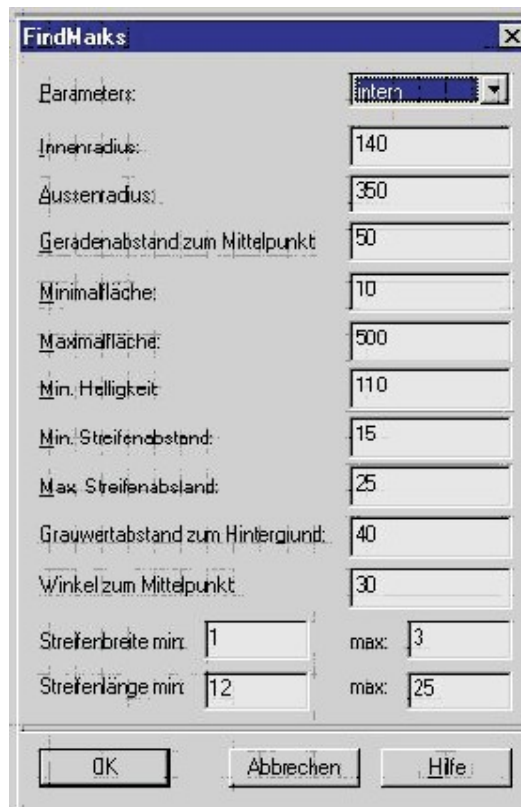 FindMarks
Parameters: intern
Innenradius: 140
Aussenradius: 350
Geradenabstand zum Mittelpunkt 50
Minimalfläche: 10
Maximalfläche: 500
Min. Helligkeit 110
Min. Streifenabstand: 15
Max. Streifenabstand: 25
Grauwertabstand zum Hintergrund: 40
Winkel zum Mittelpunkt 30
Streifenbreite min: 1 max: 3
Streifenlänge min: 12 max: 25
OK Abbrechen Hilfe